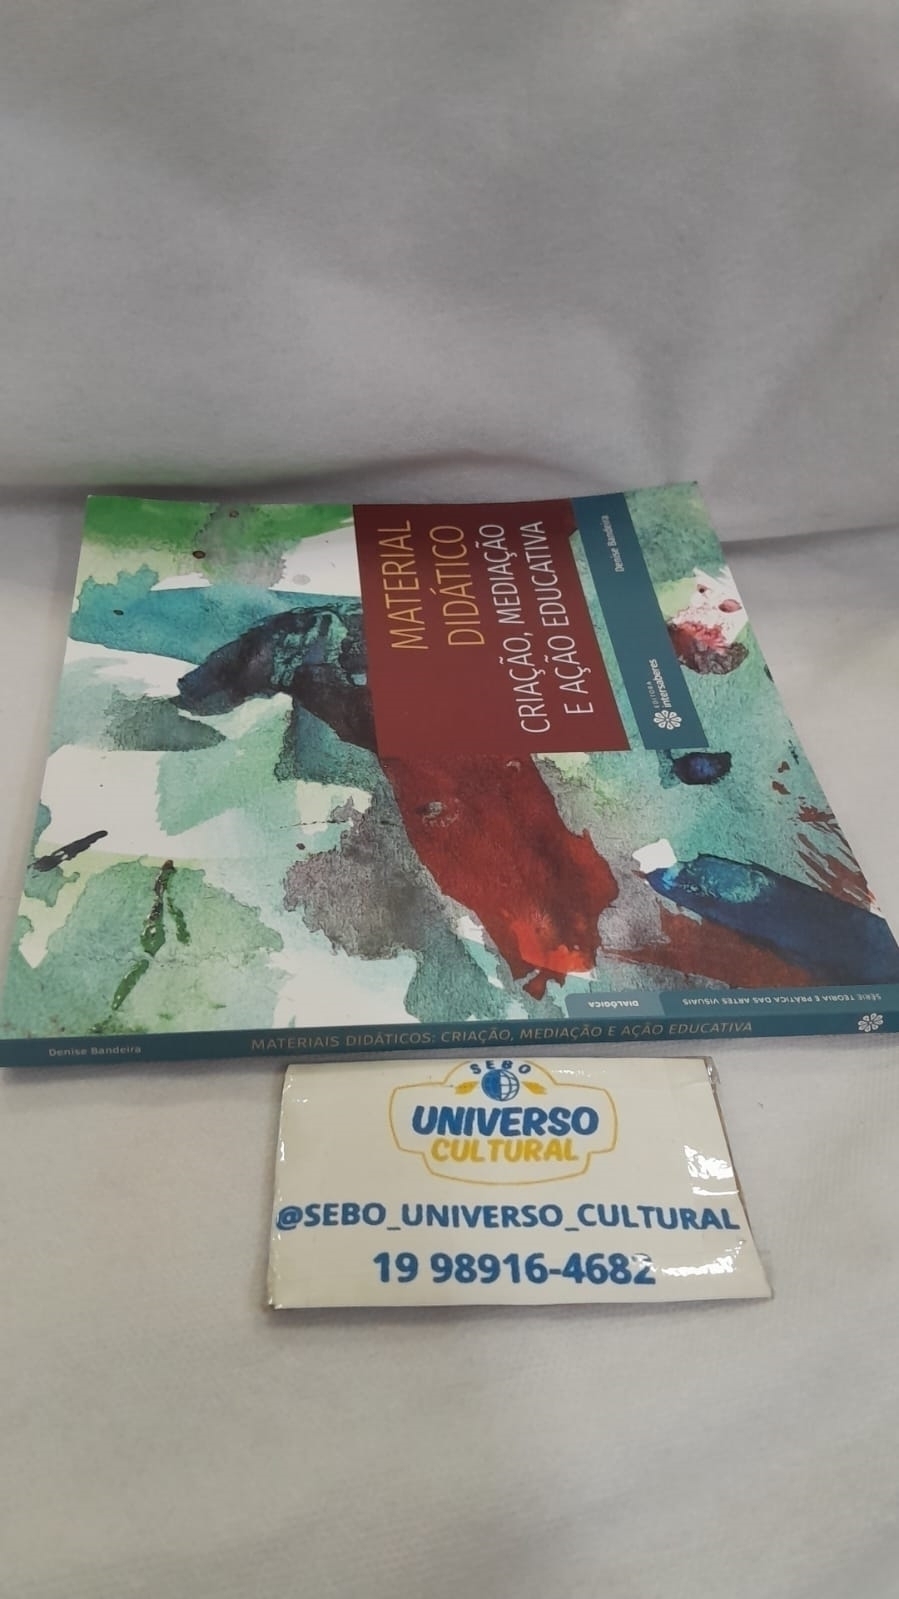 MATERIAL
DIDÁTICO
CRIAÇÃO, MEDIAÇÃO
E AÇÃO EDUCATIVA
Denise Bandeira
EDITORA
intersaberes
SÉRIE TEORIA E PRÁTICA DAS ARTES VISUAIS
DIALÓGICA
Denise Bandeira
MATERIAIS DIDÁTICOS: CRIAÇÃO, MEDIAÇÃO E AÇÃO EDUCATIVA
SEBO
UNIVERSO
CULTURAL
@SEBO_UNIVERSO_CULTURAL
19 98916-4682